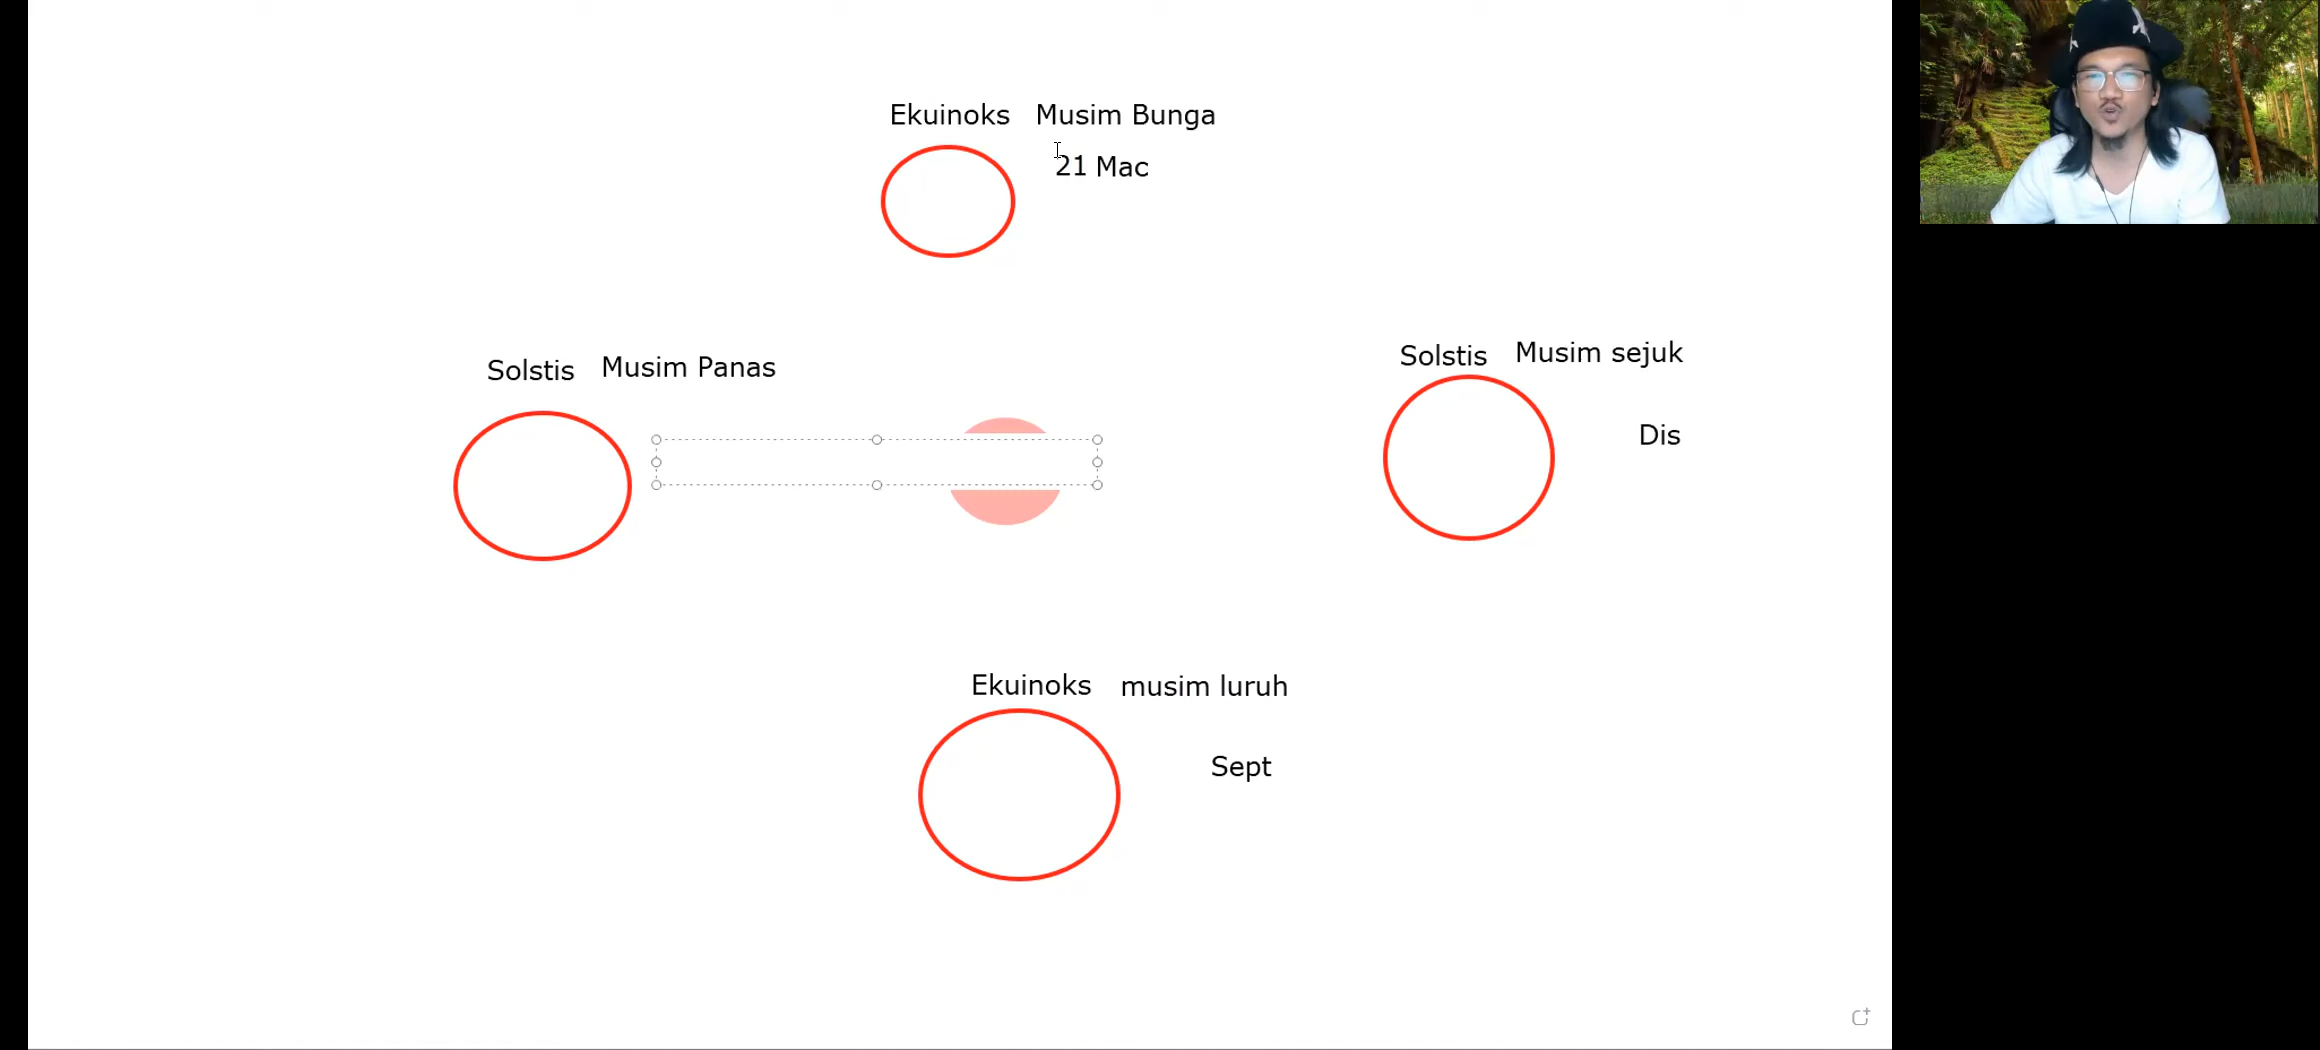 Ekuinoks Musim Bunga
21 Mac
Solstis Musim Panas
Solstis Musim sejuk
Dis
Ekuinoks musim luruh
Sept